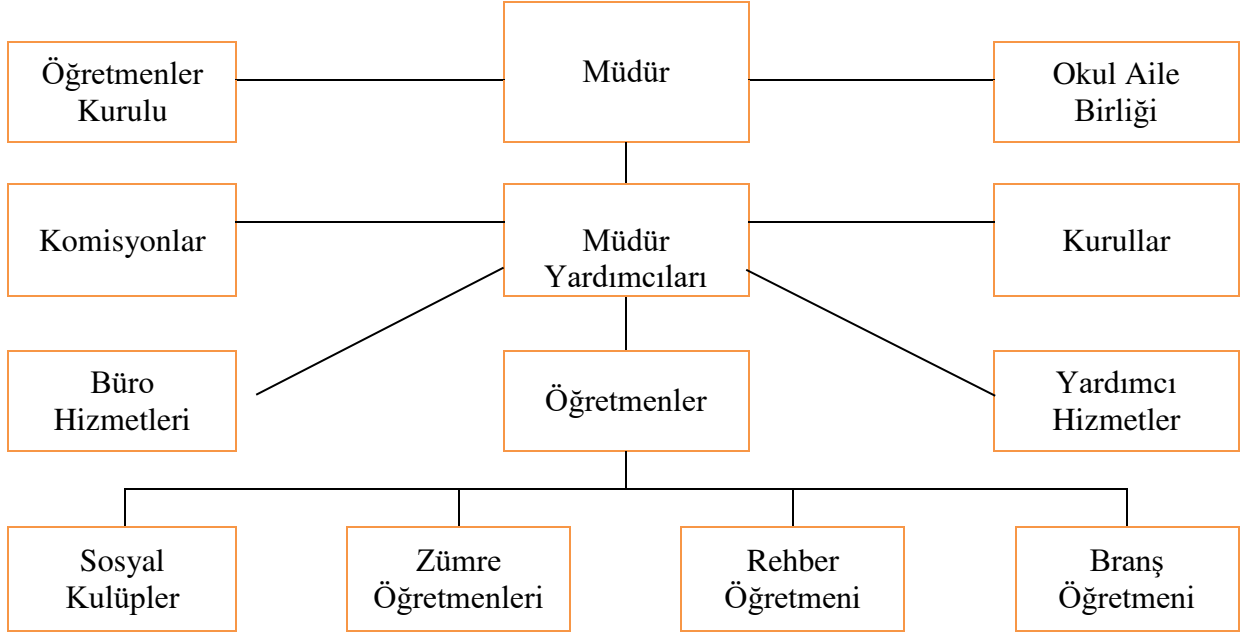 Öğretmenler
Kurulu
Müdür
Okul Aile
Birliği
Komisyonlar
Müdür
Yardımcıları
Kurullar
Büro
Hizmetleri
Öğretmenler
Yardımcı
Hizmetler
Sosyal
Kulüpler
Zümre
Öğretmenleri
Rehber
Öğretmeni
Branş
Öğretmeni